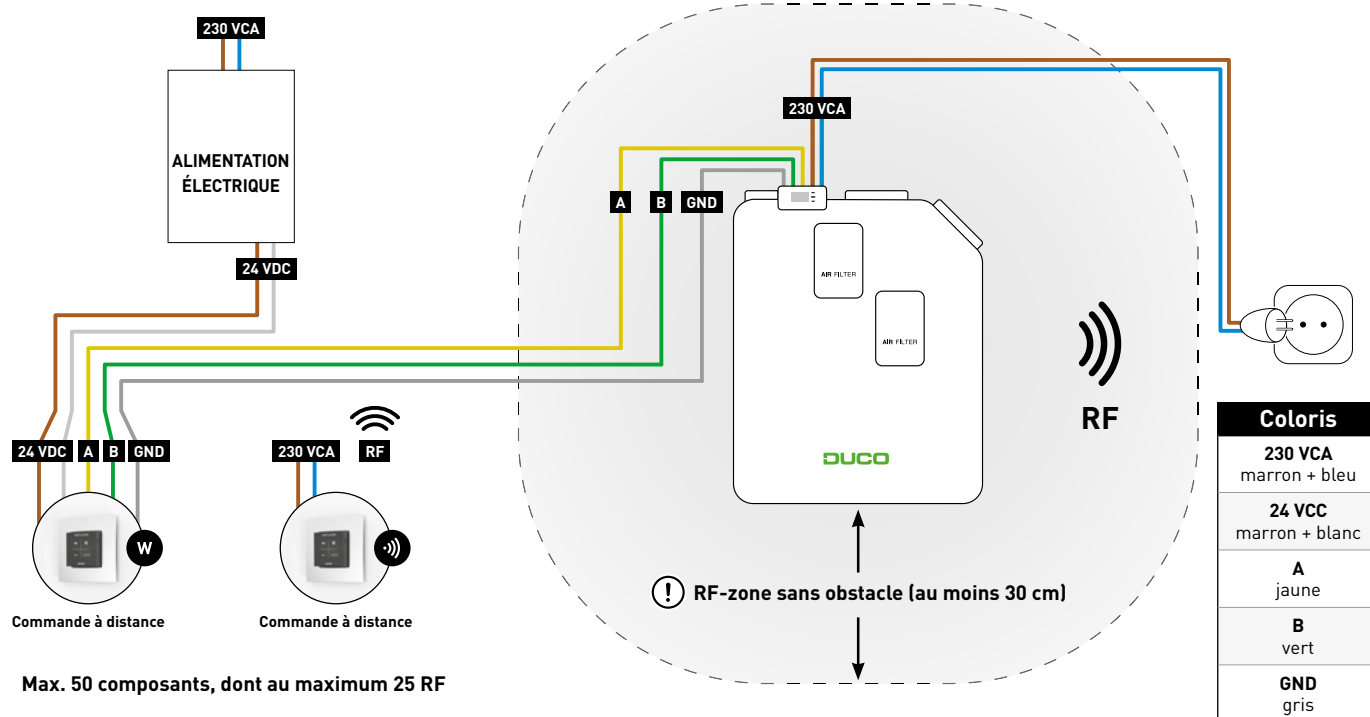 230 VCA
ALIMENTATION
ÉLECTRIQUE
24 VDC
230 VCA
A
B
GND
AIR FILTER
AIR FILTER
DUCO
RF
24 VDC
A
B
GND
230 VCA
RF
W
Commande à distance
Commande à distance
RF-zone sans obstacle (au moins 30 cm)
Max. 50 composants, dont au maximum 25 RF
Coloris
230 VCA
marron + bleu
24 VCC
marron + blanc
A
jaune
B
vert
GND
gris